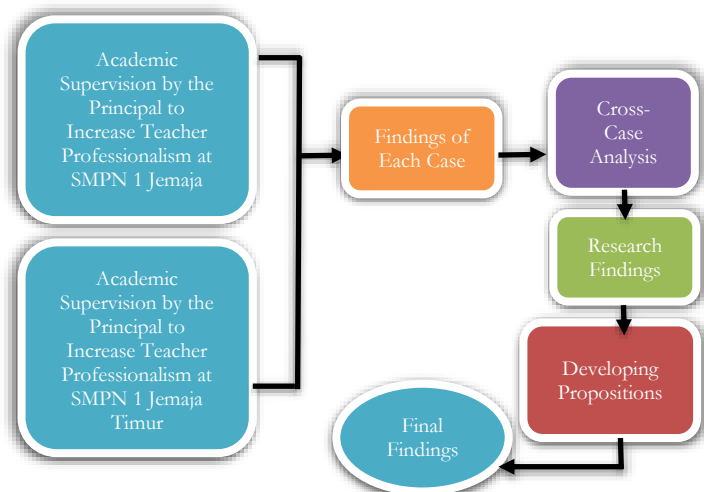 Academic
Supervision by the
Principal to
Increase Teacher
Professionalism at
SMPN 1 Jemaja
Academic
Supervision by the
Principal to
Increase Teacher
Professionalism at
SMPN 1 Jemaja
Timur
Findings of
Each Case
Cross-
Case
Analysis
Research
Findings
Developing
Propositions
Final
Findings